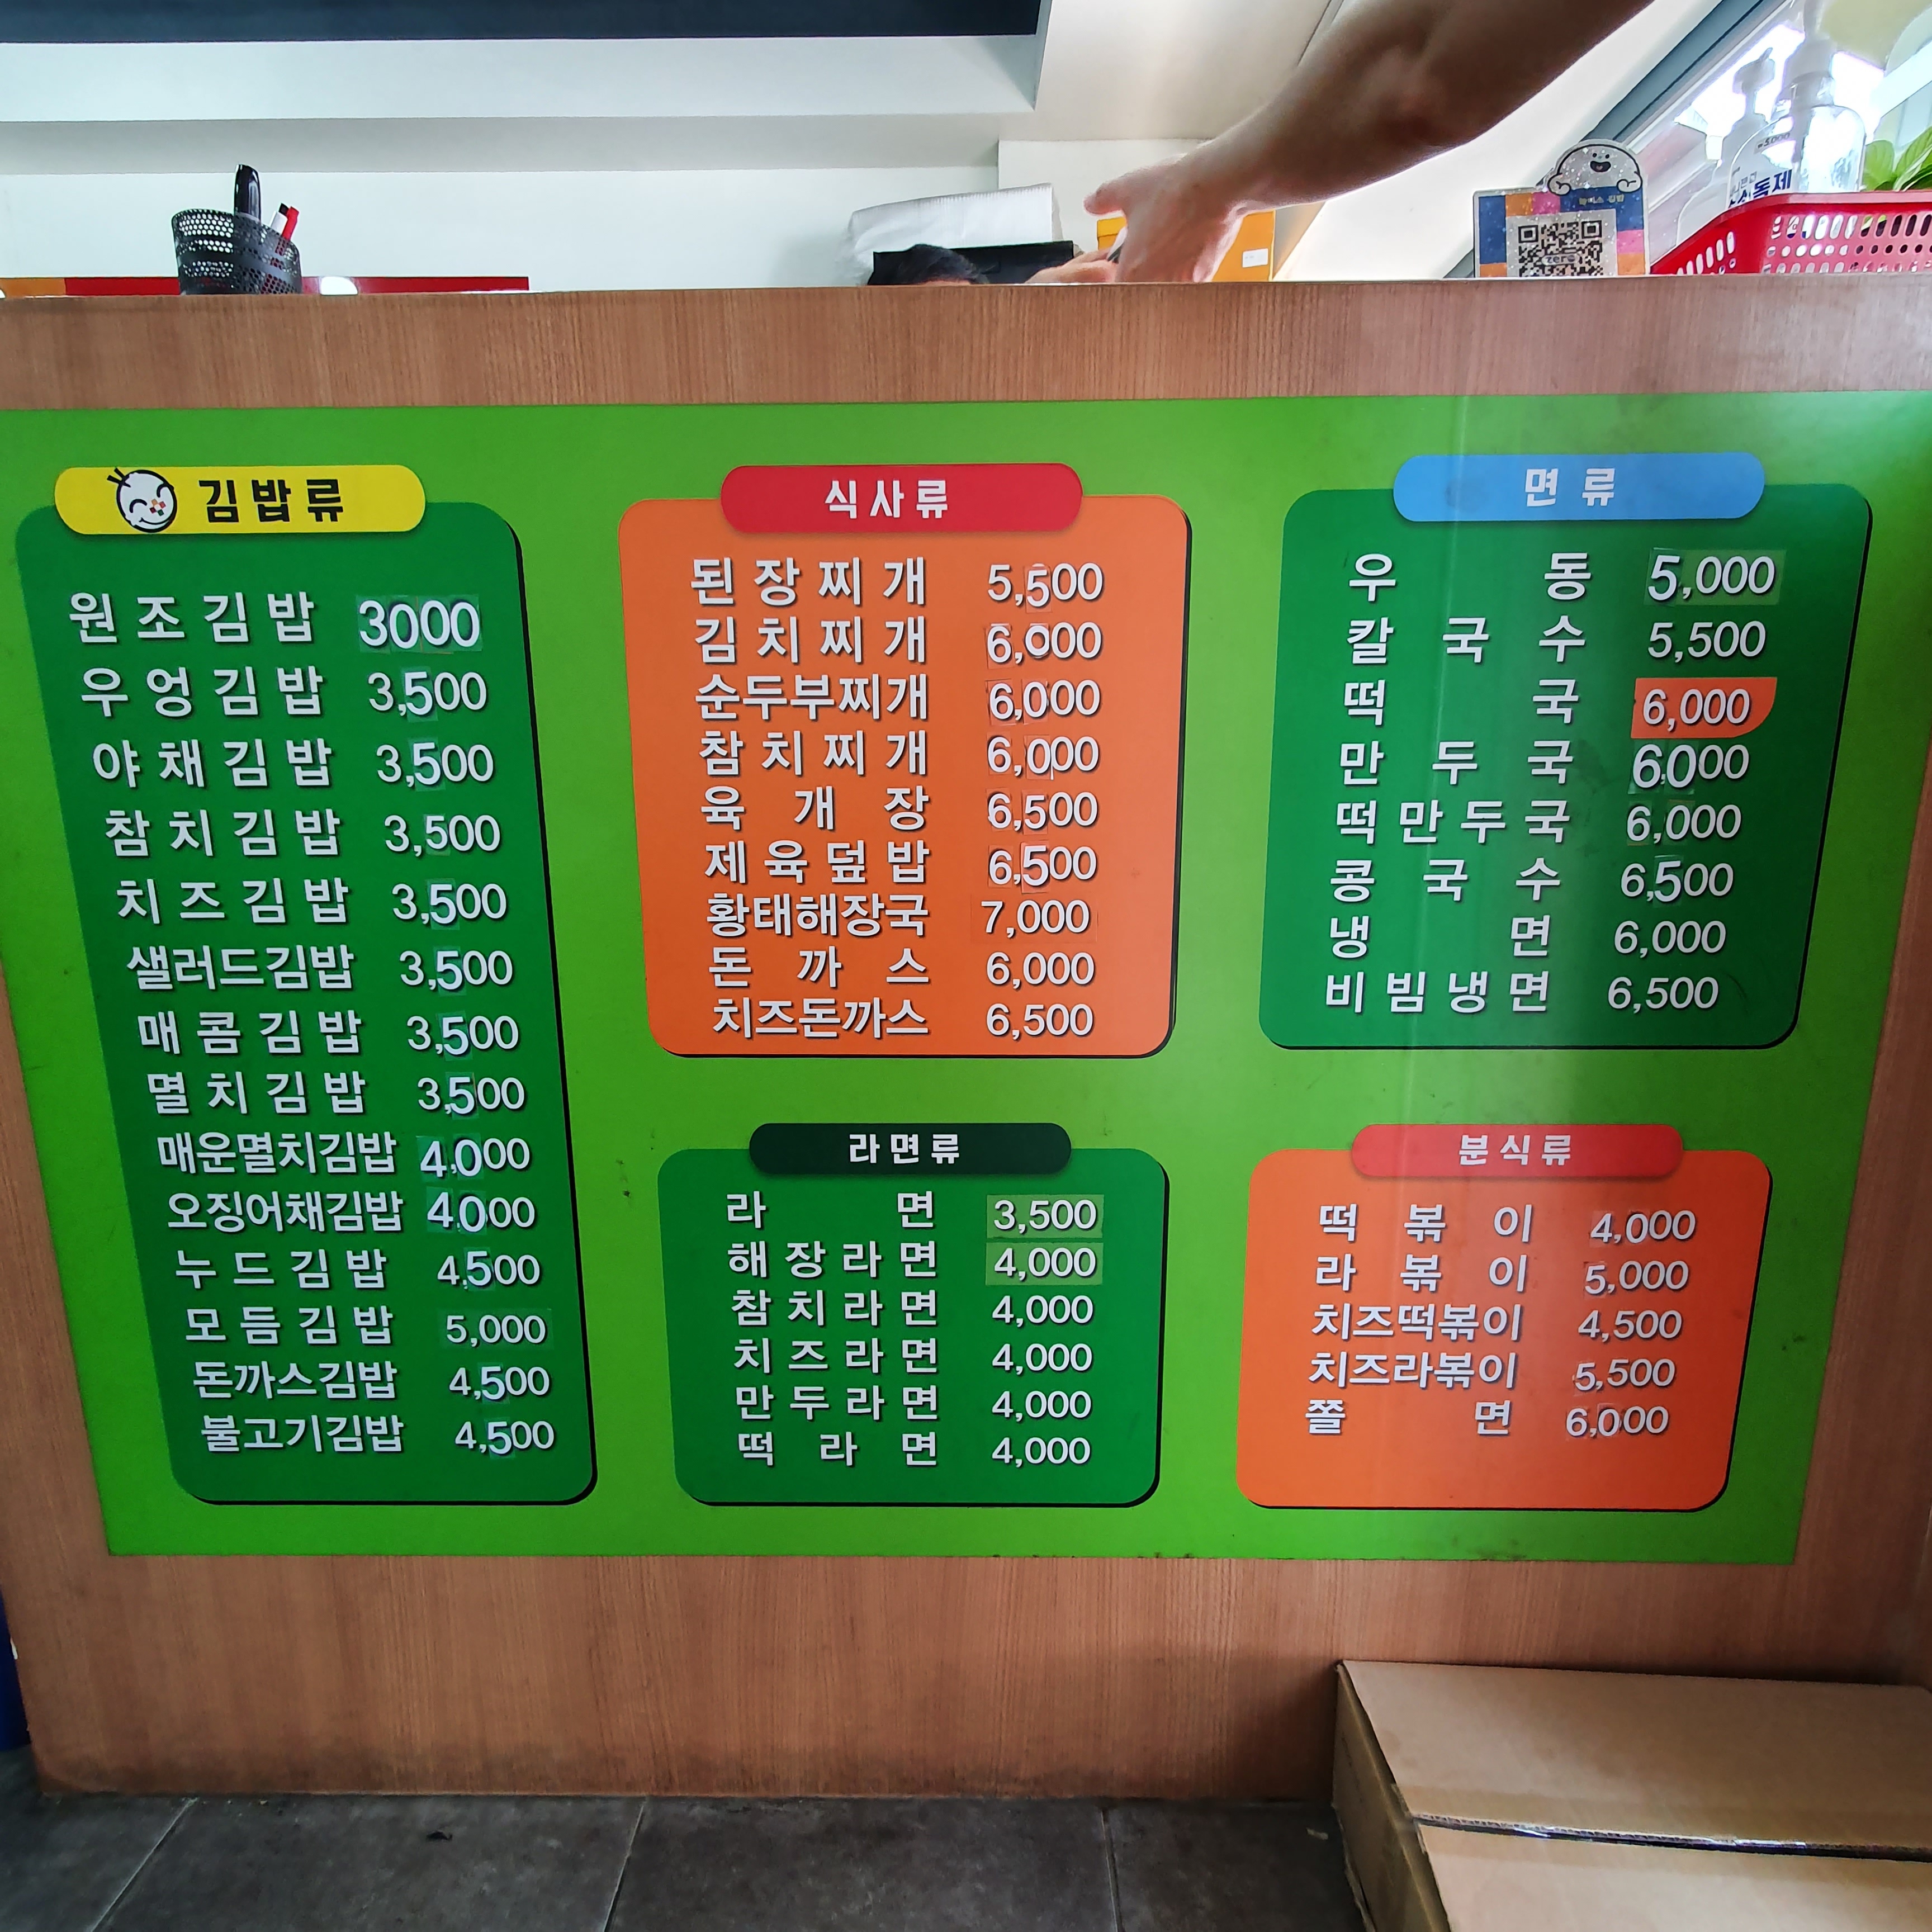 소독제
zero
김밥류
원조김밥 3000
우엉김밥 3,500
야채김밥 3,500
참치김밥 3,500
치즈김밥 3,500
샐러드김밥 3,500
매콤김밥 3,500
멸치김밥 3,500
매운멸치김밥 4,000
오징어채김밥 4,000
누드김밥 4,500
모듬김밥 5,000
돈까스김밥 4,500
불고기김밥 4,500
식사류
된장찌개 5,500
김치찌개 6,000
순두부찌개 6,000
참치찌개 6,000
육개장 6,500
제육덮밥 6,500
황태해장국 7,000
돈까스 6,000
치즈돈까스 6,500
라면류
라면 3,500
해장라면 4,000
참치라면 4,000
치즈라면 4,000
만두라면 4,000
떡라면 4,000
면류
우동 5,000
칼국수 5,500
떡국 6,000
만두국 6,000
떡만두국 6,000
콩국수 6,500
냉면 6,000
비빔냉면 6,500
분식류
떡볶이 4,000
라볶이 5,000
치즈떡볶이 4,500
치즈라볶이 5,500
쫄면 6,000